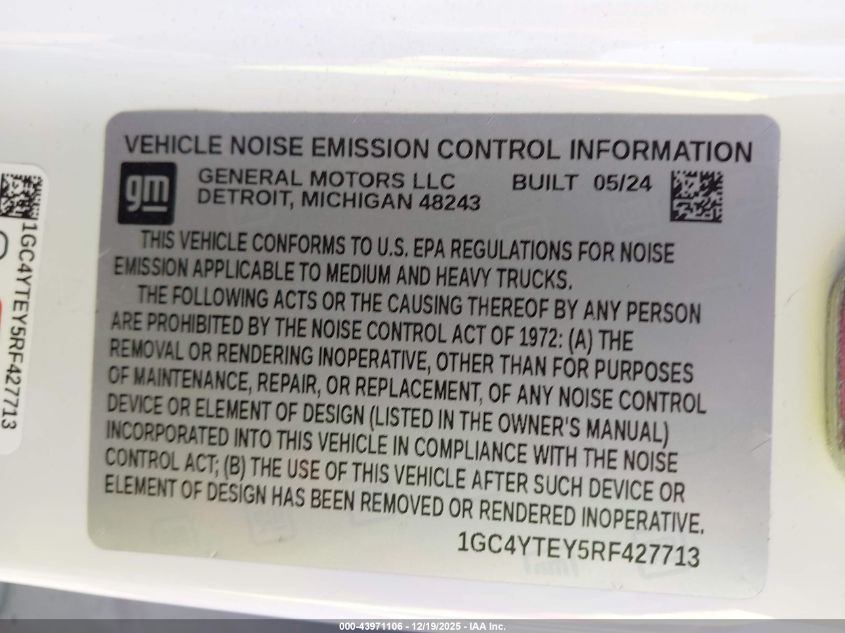 VEHICLE NOISE EMISSION CONTROL INFORMATION
gm
GENERAL MOTORS LLC BUILT 05/24
DETROIT, MICHIGAN 48243
THIS VEHICLE CONFORMS TO U.S. EPA REGULATIONS FOR NOISE
EMISSION APPLICABLE TO MEDIUM AND HEAVY TRUCKS.
THE FOLLOWING ACTS OR THE CAUSING THEREOF BY ANY PERSON
ARE PROHIBITED BY THE NOISE CONTROL ACT OF 1972: (A) THE
REMOVAL OR RENDERING INOPERATIVE, OTHER THAN FOR PURPOSES
OF MAINTENANCE, REPAIR, OR REPLACEMENT, OF ANY NOISE CONTROL
DEVICE OR ELEMENT OF DESIGN (LISTED IN THE OWNER'S MANUAL)
INCORPORATED INTO THIS VEHICLE IN COMPLIANCE WITH THE NOISE
CONTROL ACT; (B) THE USE OF THIS VEHICLE AFTER SUCH DEVICE OR
ELEMENT OF DESIGN HAS BEEN REMOVED OR RENDERED INOPERATIVE.
1GC4YTEY5RF427713
1GC4YTEY5RF427713
000-43971106 - 12/19/2025 - IAA Inc.